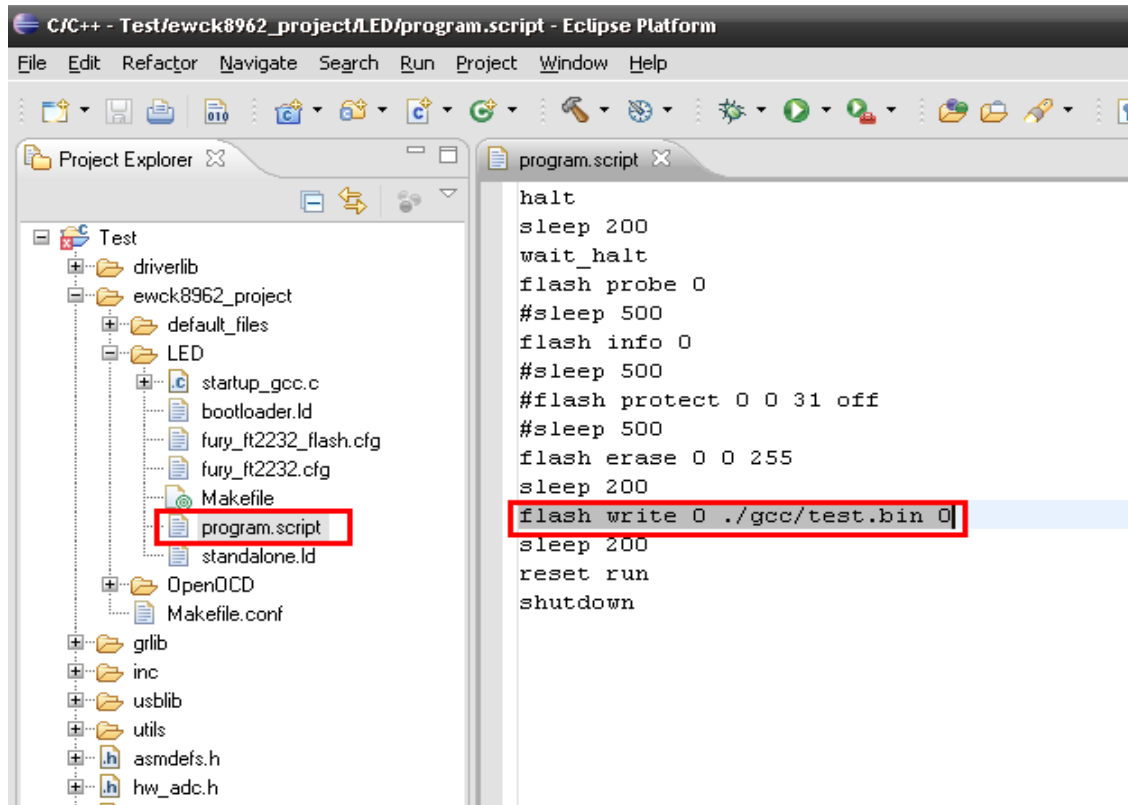 C/C++ - Test/ewck8962_project/LED/program.script - Eclipse Platform
File Edit Refactor Navigate Search Run Project Window Help
010
Project Explorer
Test
driverlib
ewck8962_project
default_files
LED
startup_gcc.c
bootloader.ld
fury_ft2232_flash.cfg
fury_ft2232.cfg
Makefile
program.script
standalone.ld
OpenOCD
Makefile.conf
grlib
inc
usblib
utils
asmdefs.h
hw_adc.h
program.script
halt
sleep 200
wait_halt
flash probe 0
#sleep 500
flash info 0
#sleep 500
#flash protect 0 0 31 off
#sleep 500
flash erase 0 0 255
sleep 200
flash write 0 ./gcc/test.bin 0
sleep 200
reset run
shutdown